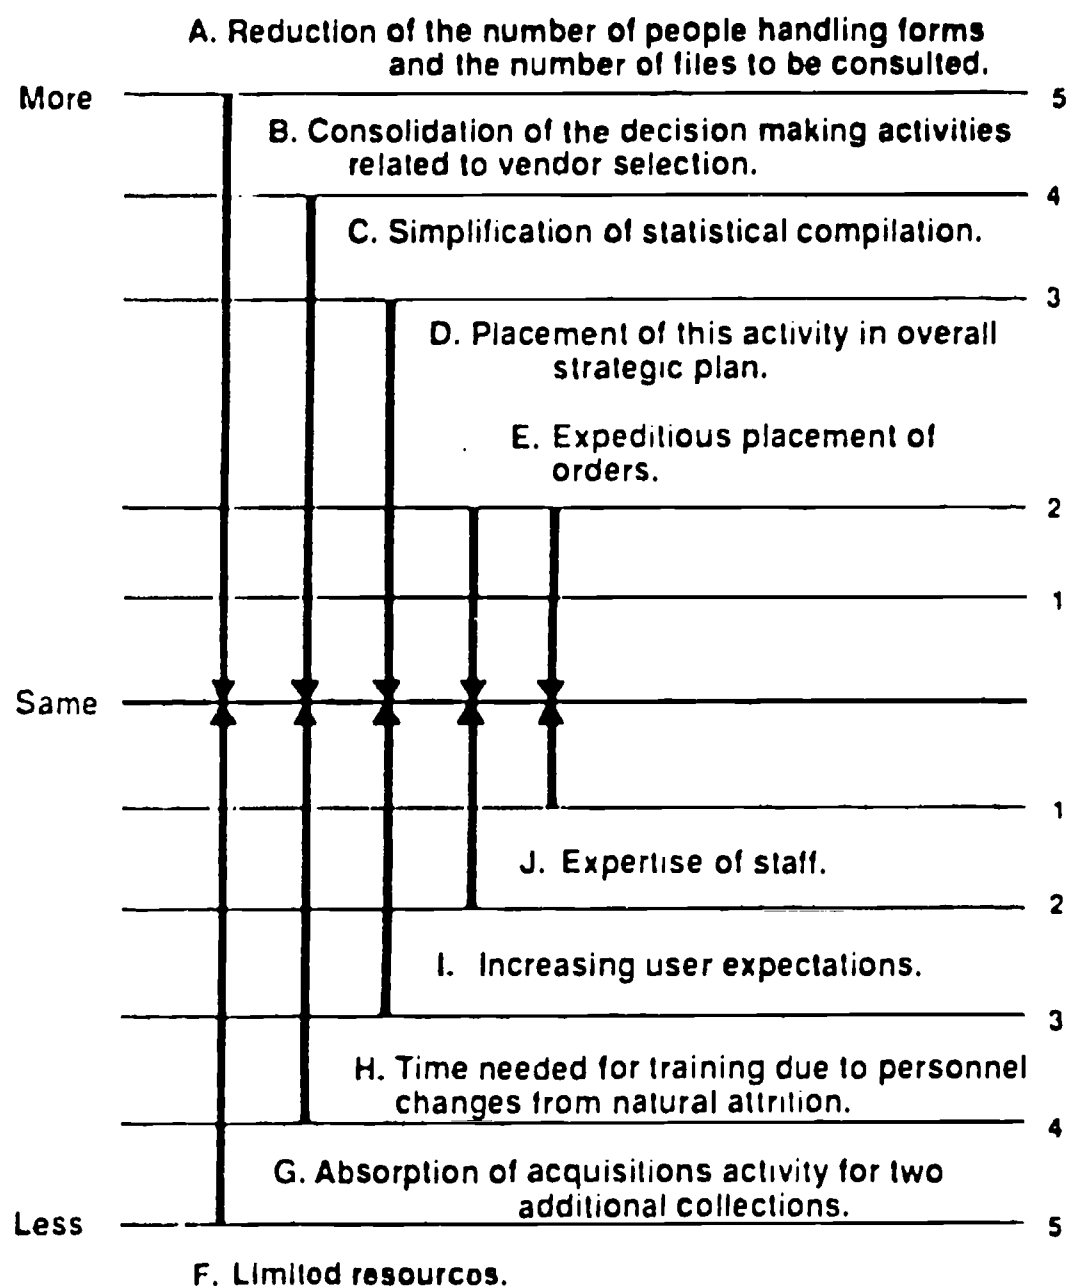 A. Reduction of the number of people handling forms
and the number of files to be consulted.
More 5
B. Consolidation of the decision making activities
related to vendor selection.
4
C. Simplification of statistical compilation.
3
D. Placement of this activity in overall
strategic plan.
E. Expeditious placement of
orders.
2
1
Same
1
J. Expertise of staff.
2
I. Increasing user expectations.
3
H. Time needed for training due to personnel
changes from natural attrition.
4
G. Absorption of acquisitions activity for two
additional collections.
Less 5
F. Limited resources.